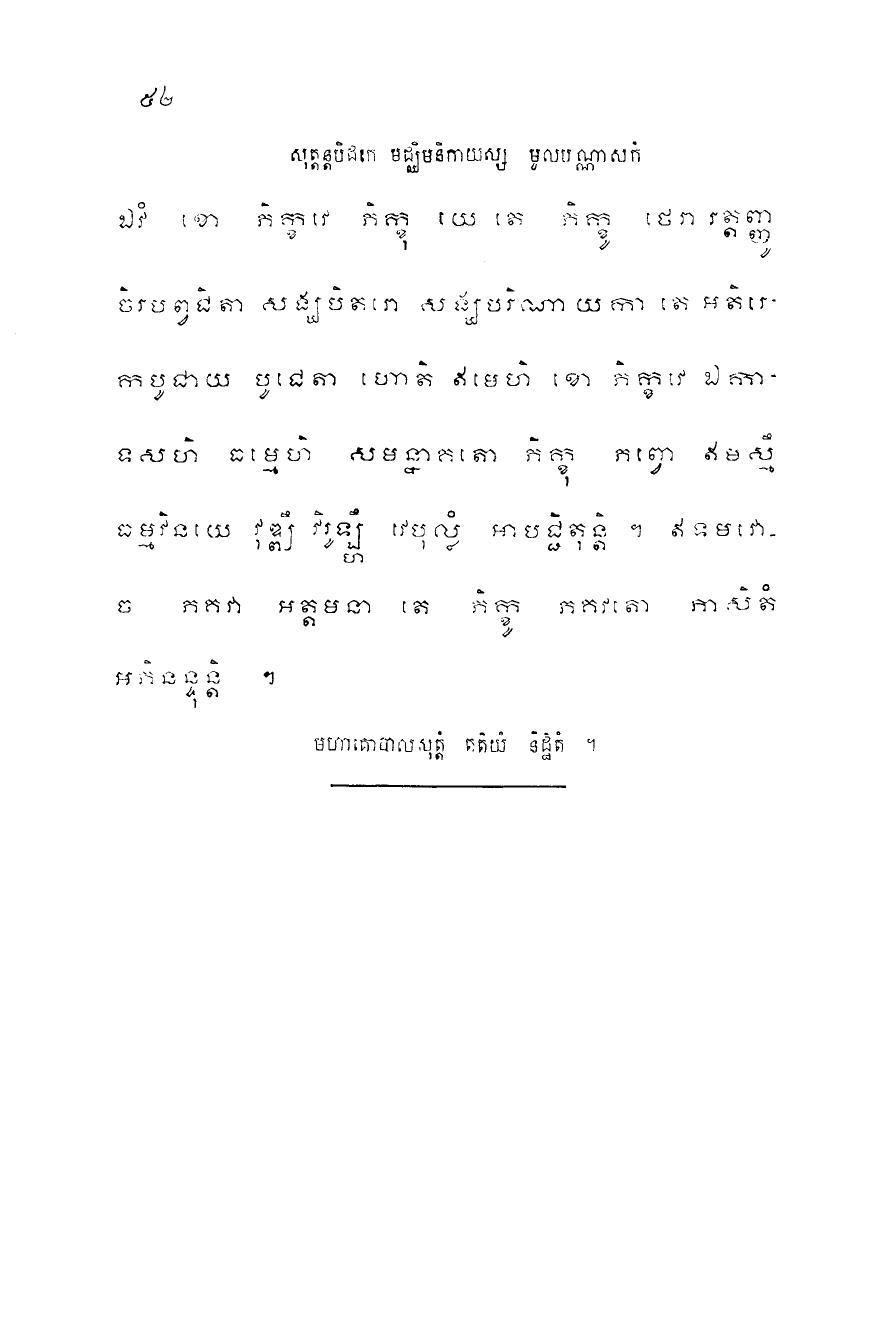 ៥២
សុត្តន្តបិដកេ មជ្ឈិមនិកាយស្ស មូលបណ្ណាសកំ
ឯវំ ខោ ភិក្ខវេ ភិក្ខុ យេ តេ ភិក្ខូ ថេរា រត្តញ្ញូ
ចិរបព្វជិតា សង្ឃបិតរោ សង្ឃបរិណាយកា តេ អតិរេ-
កបូជាយ បូជេតា ហោតិ ឥមេហិ ខោ ភិក្ខវេ ឯកា-
ទសហិ ធម្មេហិ សមន្នាគតោ ភិក្ខុ ភព្វោ ឥមស្មឹ
ធម្មវិនយេ វុឌ្ឍឹ វិរូឡ្ហឹ វេបុល្លំ អាបជ្ជិតុន្តិ ។ ឥទមវោ-
ច ភគវា អត្តមនា តេ ភិក្ខូ ភគវតោ ភាសិតំ
អភិនន្ទុន្តិ ៗ
មហាគោបាលសុត្តំ តតិយំ និដ្ឋិតំ ។